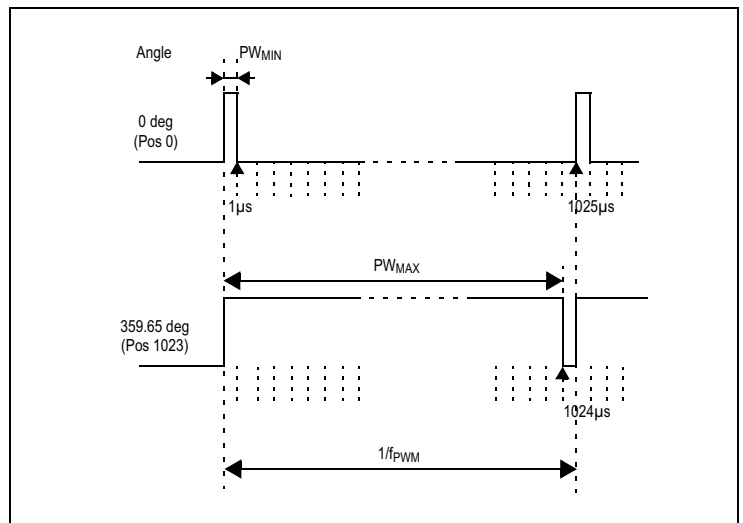 Angle PWMIN
0 deg
(Pos 0)
1µs 1025µs
PWMAX
359.65 deg
(Pos 1023)
1024µs
1/fPWM